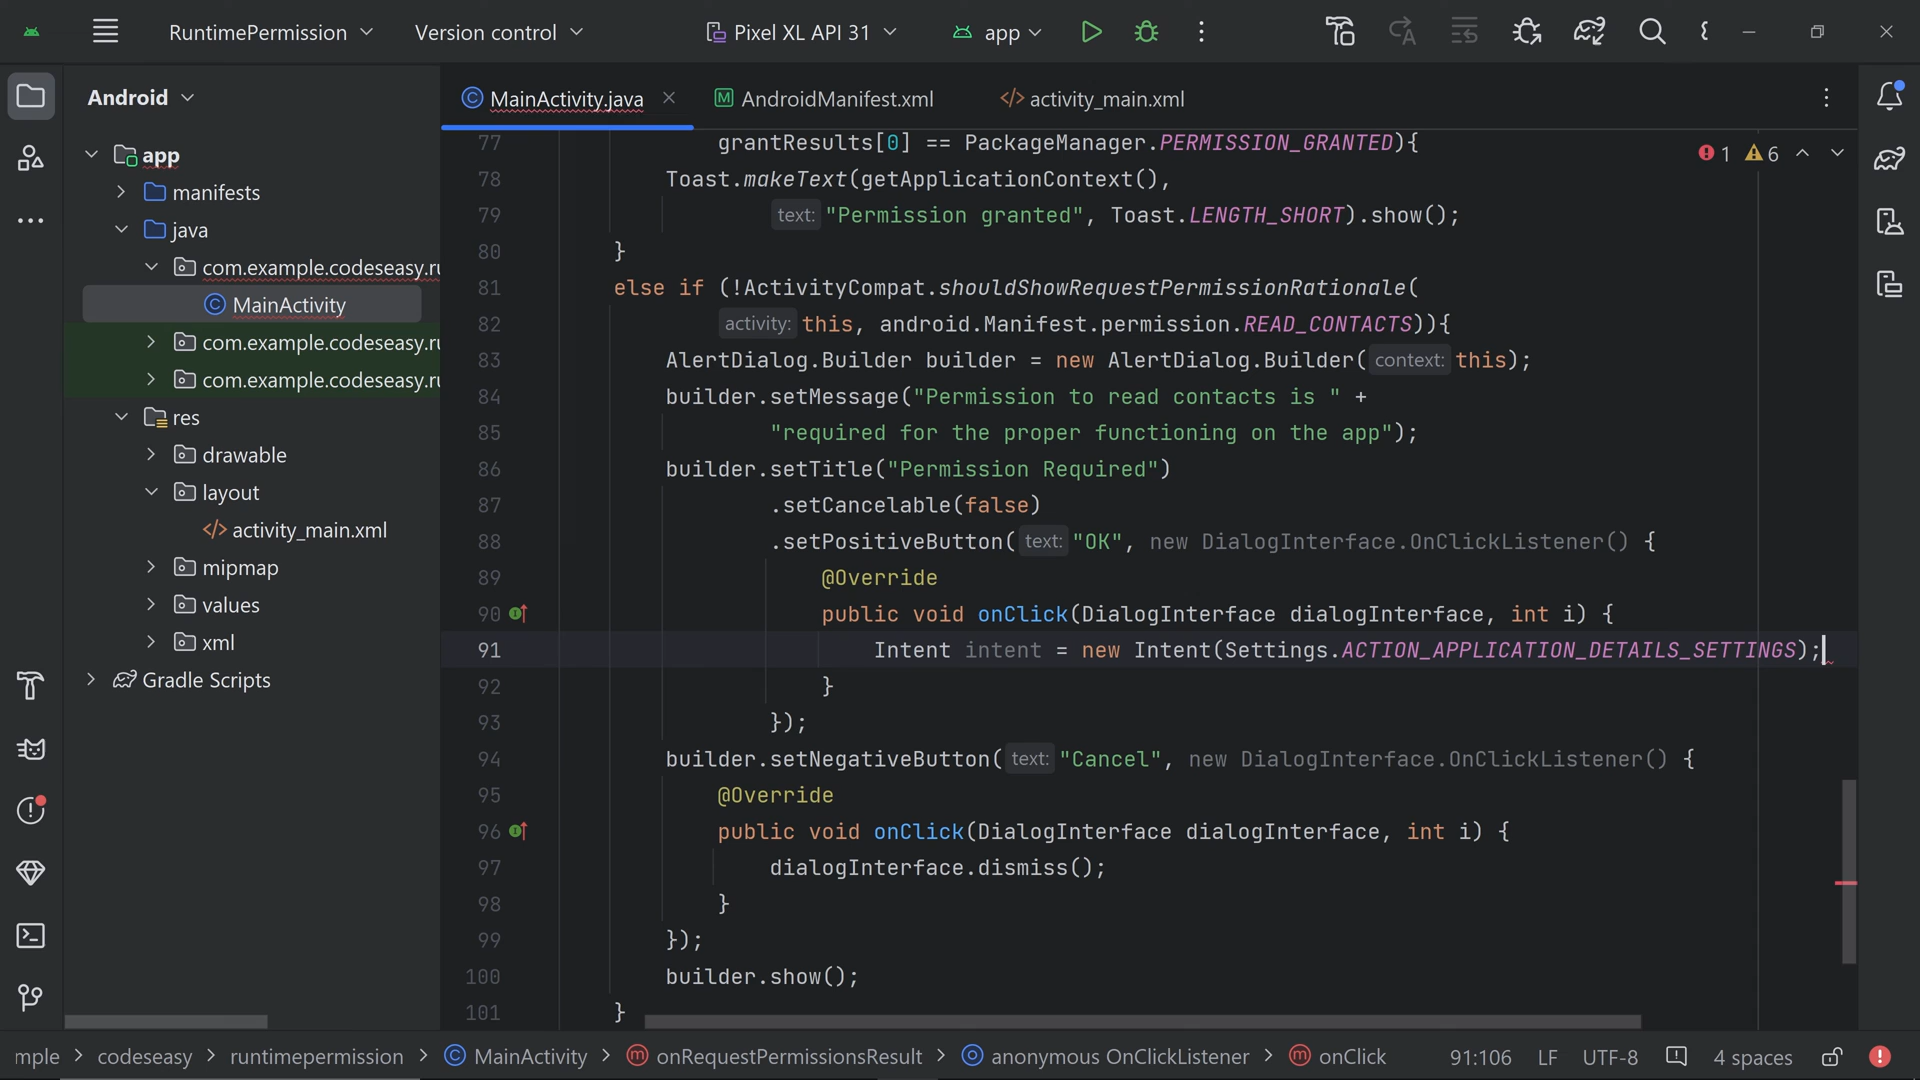 RuntimePermission
Version control
Pixel XL API 31
app
Android
MainActivity.java
AndroidManifest.xml
</> activity_main.xml
app
manifests
java
com.example.codeseasy.ru
MainActivity
com.example.codeseasy.ru
com.example.codeseasy.ru
res
drawable
layout
</> activity_main.xml
mipmap
values
xml
Gradle Scripts
1 6
77 grantResults[0] == PackageManager.PERMISSION_GRANTED){
78 Toast.makeText(getApplicationContext(),
79 text: "Permission granted", Toast.LENGTH_SHORT).show();
80 }
81 else if (!ActivityCompat.shouldShowRequestPermissionRationale(
82 activity: this, android.Manifest.permission.READ_CONTACTS)){
83 AlertDialog.Builder builder = new AlertDialog.Builder( context: this);
84 builder.setMessage("Permission to read contacts is " +
85 "required for the proper functioning on the app");
86 builder.setTitle("Permission Required")
87 .setCancelable(false)
88 .setPositiveButton( text: "OK", new DialogInterface.OnClickListener() {
89 @Override
90 public void onClick(DialogInterface dialogInterface, int i) {
91 Intent intent = new Intent(Settings.ACTION_APPLICATION_DETAILS_SETTINGS);
92 }
93 });
94 builder.setNegativeButton( text: "Cancel", new DialogInterface.OnClickListener() {
95 @Override
96 public void onClick(DialogInterface dialogInterface, int i) {
97 dialogInterface.dismiss();
98 }
99 });
100 builder.show();
101 }
mple > codeseasy > runtimepermission > MainActivity > onRequestPermissionsResult > anonymous OnClickListener > onClick
91:106 LF UTF-8 4 spaces